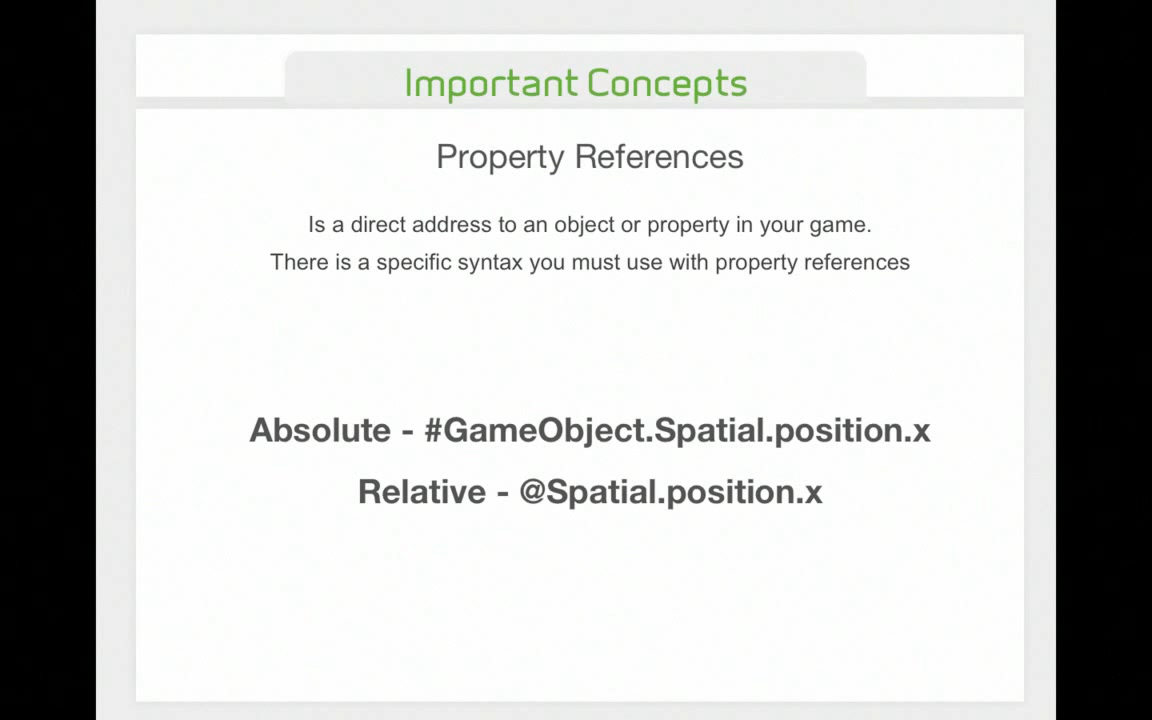 Important Concepts
Property References
Is a direct address to an object or property in your game.
There is a specific syntax you must use with property references
Absolute - #GameObject.Spatial.position.x
Relative - @Spatial.position.x